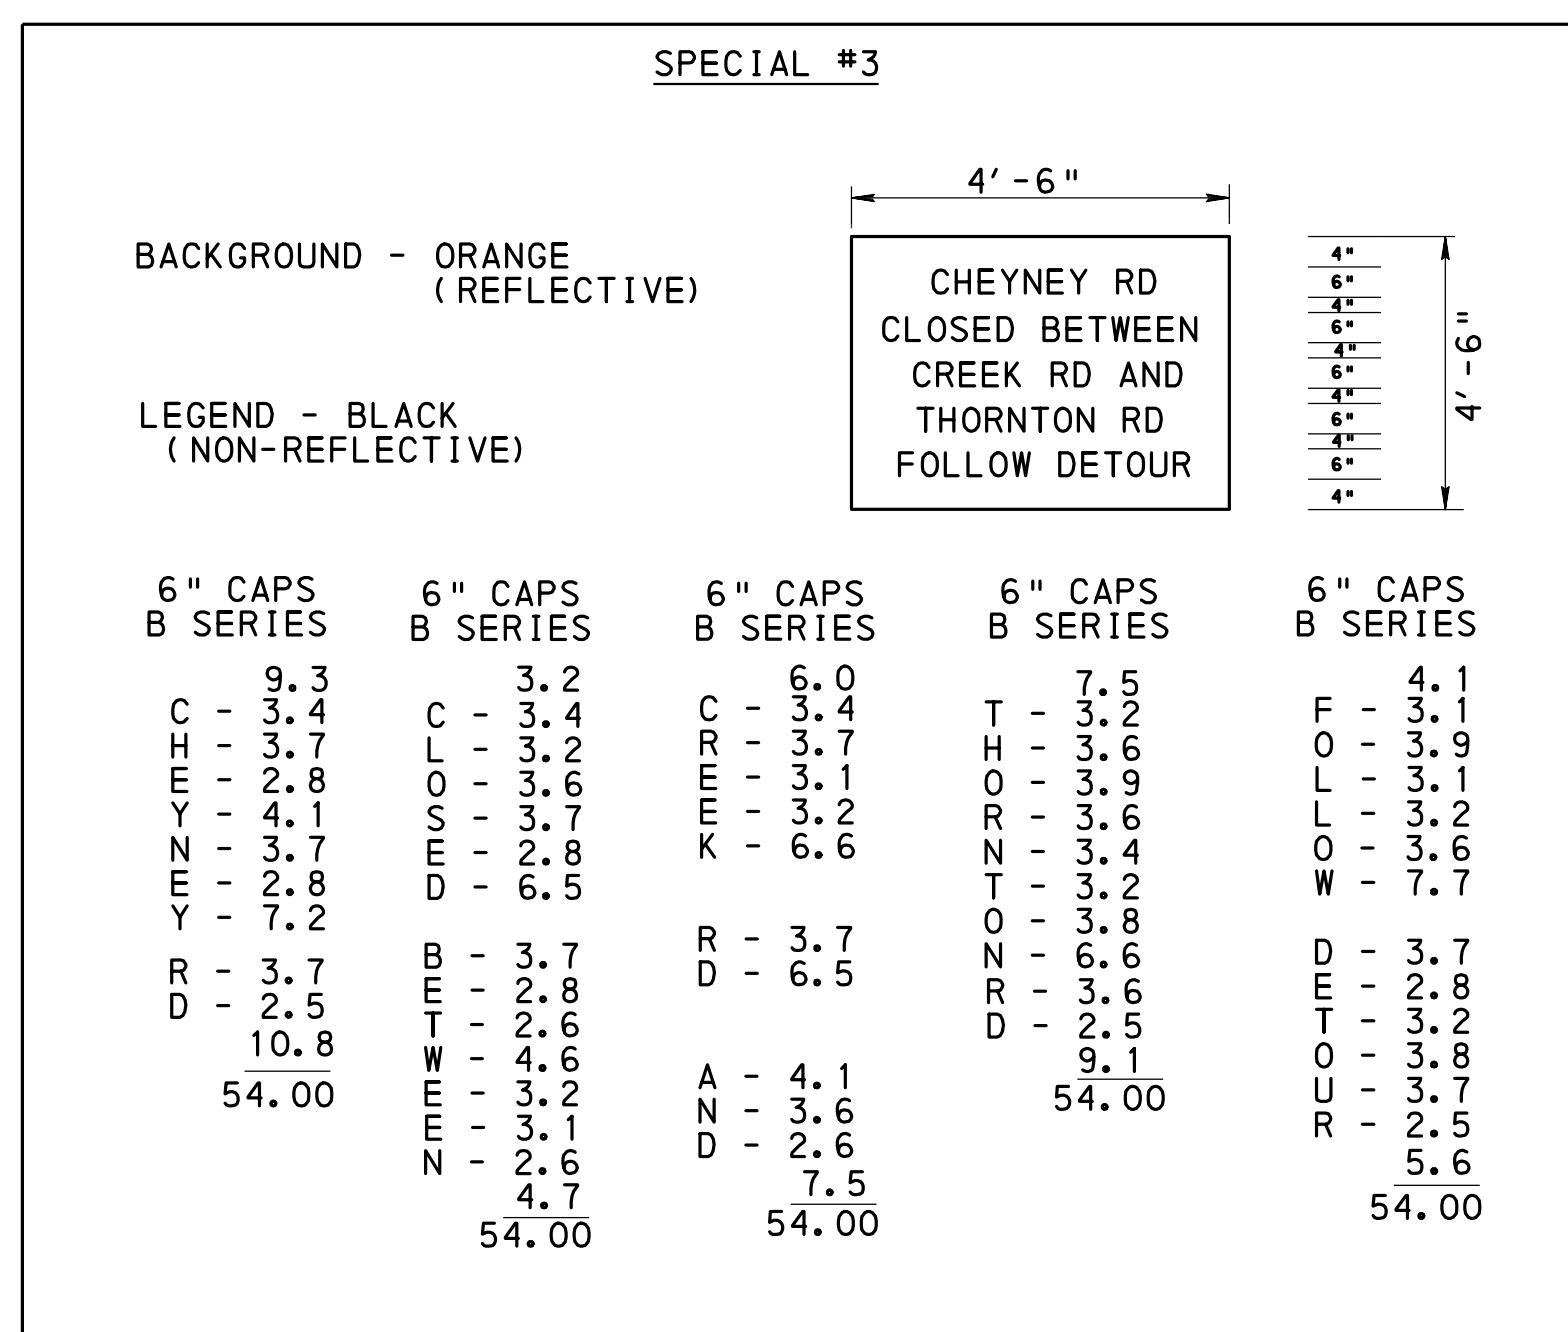 SPECIAL #3
4'-6"
BACKGROUND - ORANGE
(REFLECTIVE)
LEGEND - BLACK
(NON-REFLECTIVE)
CHEYNEY RD
CLOSED BETWEEN
CREEK RD AND
THORNTON RD
FOLLOW DETOUR
4"
6"
4"
6"
4"
6"
4"
6"
4"
6"
4"
4'-6"
6" CAPS
B SERIES
9.3
C - 3.4
H - 3.7
E - 2.8
Y - 4.1
N - 3.7
E - 2.8
Y - 7.2
R - 3.7
D - 2.5
10.8
54.00
6" CAPS
B SERIES
3.2
C - 3.4
L - 3.2
O - 3.6
S - 3.7
E - 2.8
D - 6.5
B - 3.7
E - 2.8
T - 2.6
W - 4.6
E - 3.2
E - 3.1
N - 2.6
4.7
54.00
6" CAPS
B SERIES
6.0
C - 3.4
R - 3.7
E - 3.1
E - 3.2
K - 6.6
R - 3.7
D - 6.5
A - 4.1
N - 3.6
D - 2.6
7.5
54.00
6" CAPS
B SERIES
7.5
T - 3.2
H - 3.6
O - 3.9
R - 3.6
N - 3.4
T - 3.2
O - 3.8
N - 6.6
R - 3.6
D - 2.5
9.1
54.00
6" CAPS
B SERIES
4.1
F - 3.1
O - 3.9
L - 3.1
L - 3.2
O - 3.6
W - 7.7
D - 3.7
E - 2.8
T - 3.2
O - 3.8
U - 3.7
R - 2.5
5.6
54.00